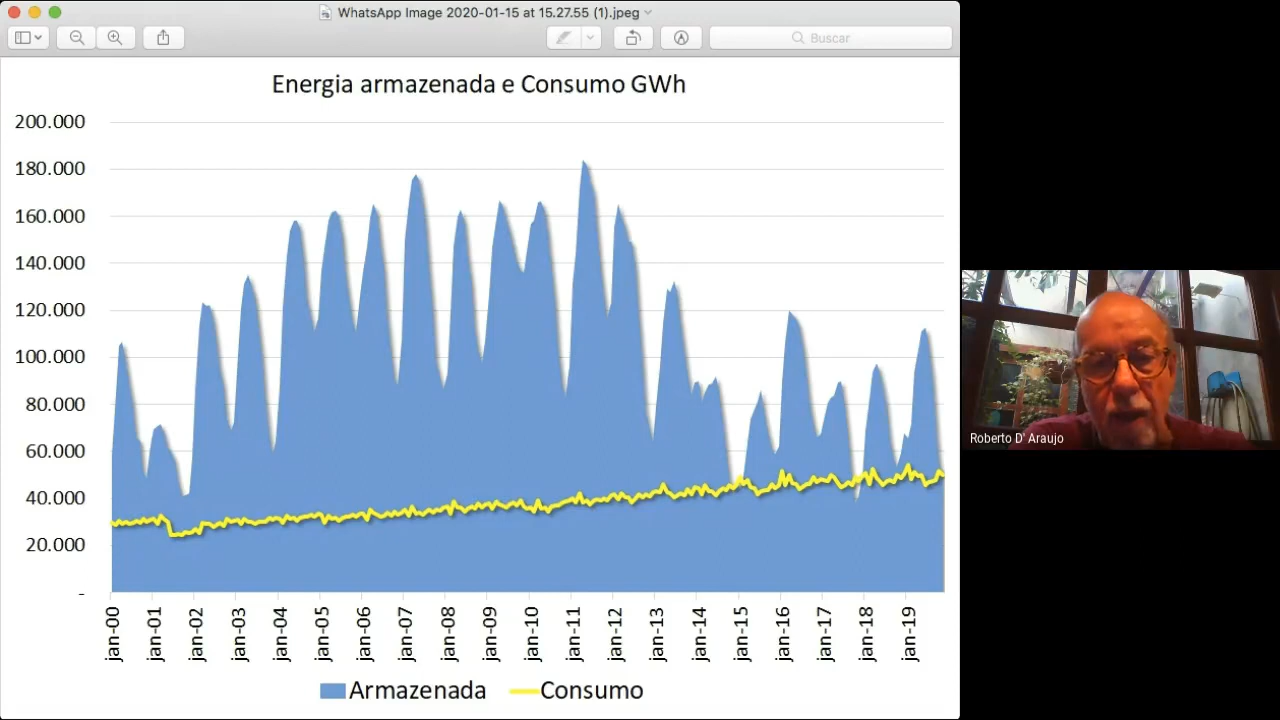 WhatsApp Image 2020-01-15 at 15.27.55 (1).jpeg
Buscar
Energia armazenada e Consumo GWh
200.000
180.000
160.000
140.000
120.000
100.000
80.000
60.000
40.000
20.000
-
jan-00 jan-01 jan-02 jan-03 jan-04 jan-05 jan-06 jan-07 jan-08 jan-09 jan-10 jan-11 jan-12 jan-13 jan-14 jan-15 jan-16 jan-17 jan-18 jan-19
Armazenada Consumo
Roberto D' Araujo